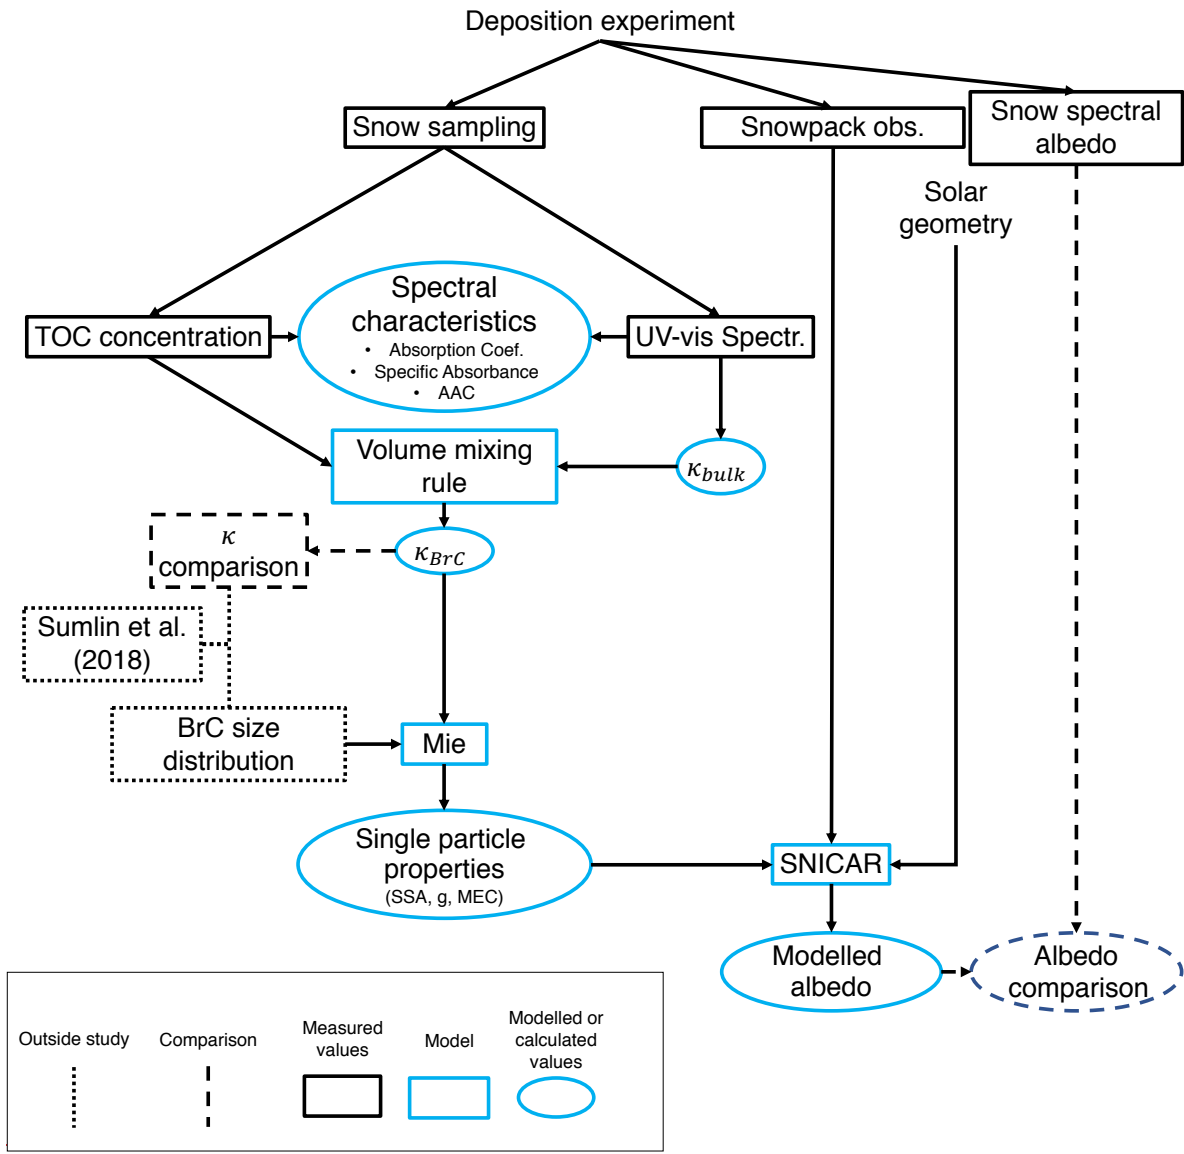 Deposition experiment
Snow sampling
Snowpack obs.
Snow spectral
albedo
Solar
geometry
TOC concentration
Spectral
characteristics
• Absorption Coef.
• Specific Absorbance
• AAC
UV-vis Spectr.
Volume mixing
rule
κbulk
κ
comparison
κBrC
Sumlin et al.
(2018)
BrC size
distribution
Mie
Single particle
properties
(SSA, g, MEC)
SNICAR
Modelled
albedo
Albedo
comparison
Outside study
Comparison
Measured
values
Model
Modelled or
calculated
values